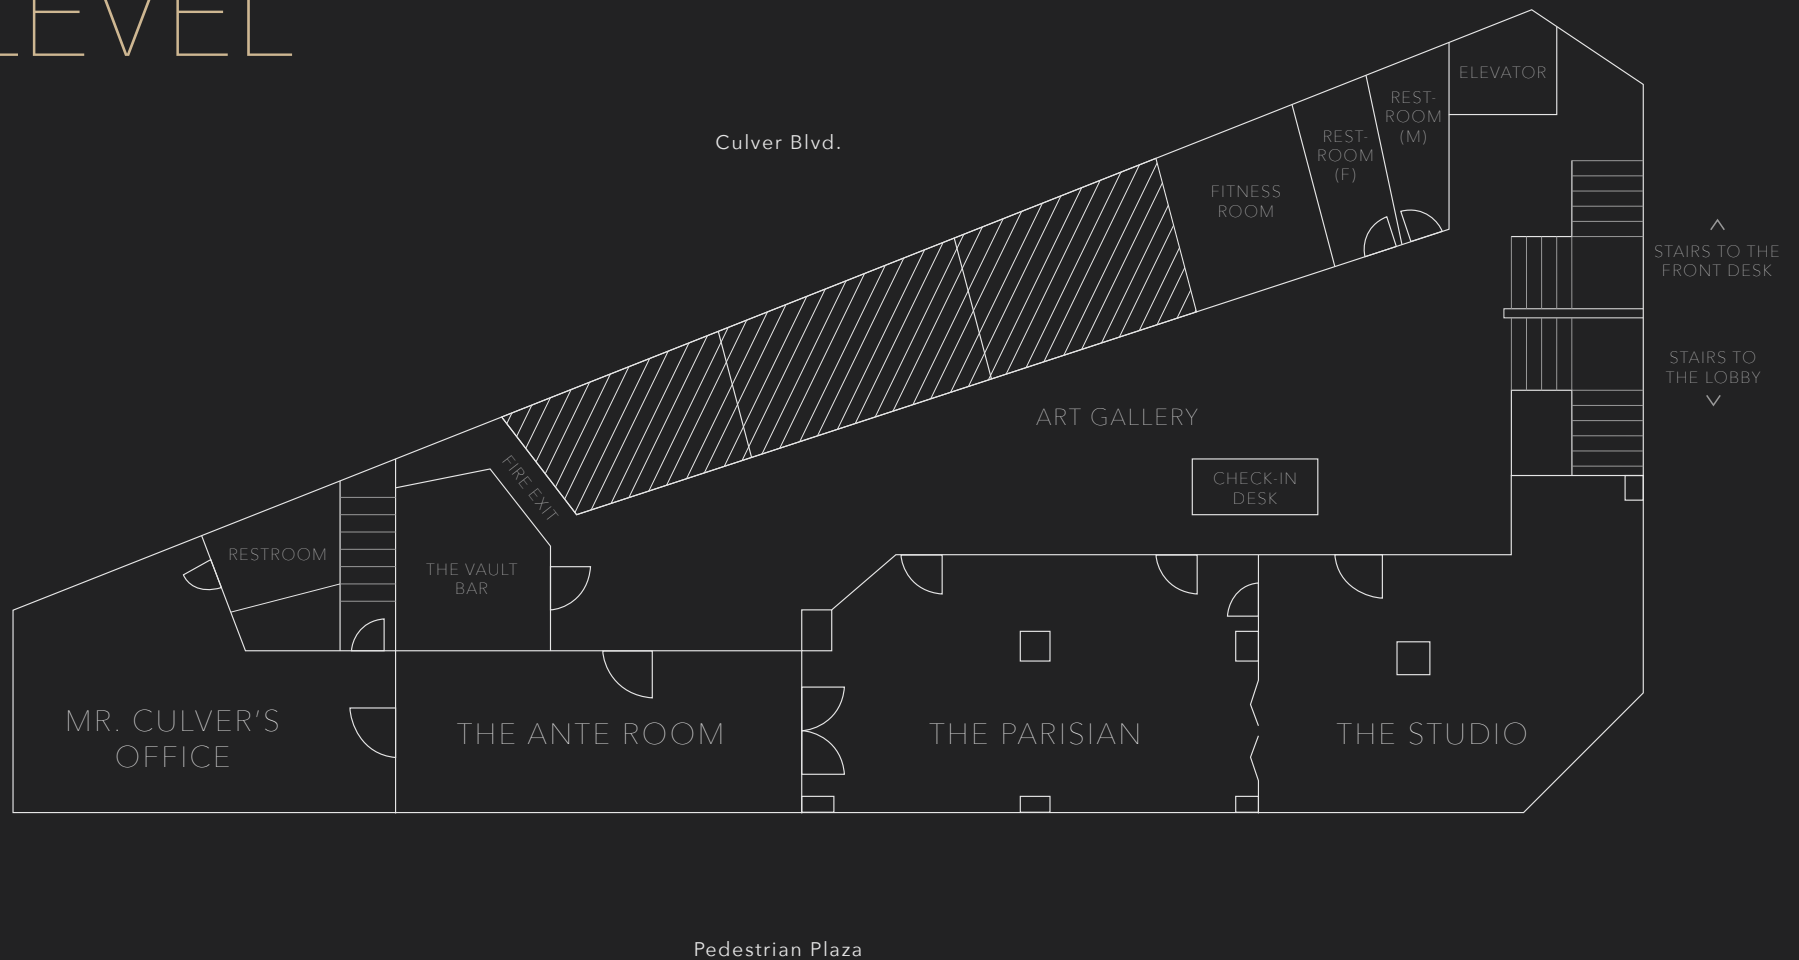 LEVEL
Culver Blvd.
ELEVATOR
REST-
ROOM
(M)
REST-
ROOM
(F)
FITNESS
ROOM
STAIRS TO THE
FRONT DESK
STAIRS TO
THE LOBBY
ART GALLERY
CHECK-IN
DESK
FIRE EXIT
RESTROOM
THE VAULT
BAR
MR. CULVER’S
OFFICE
THE ANTE ROOM
THE PARISIAN
THE STUDIO
Pedestrian Plaza